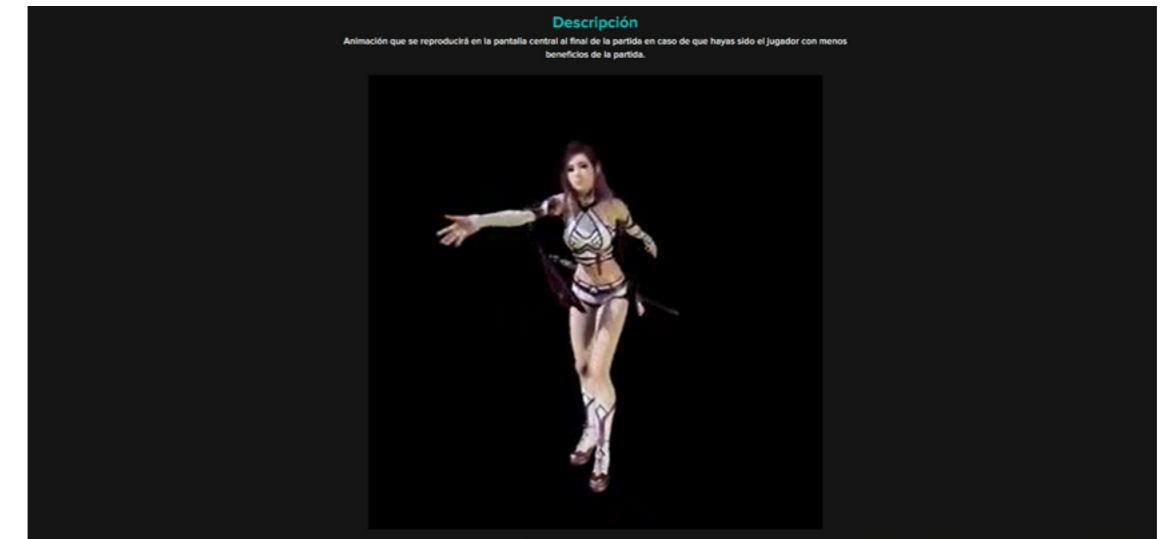 Descripción
Animación que se reproducirá en la pantalla central al final de la partida en caso de que hayas sido el jugador con menos
beneficios de la partida.